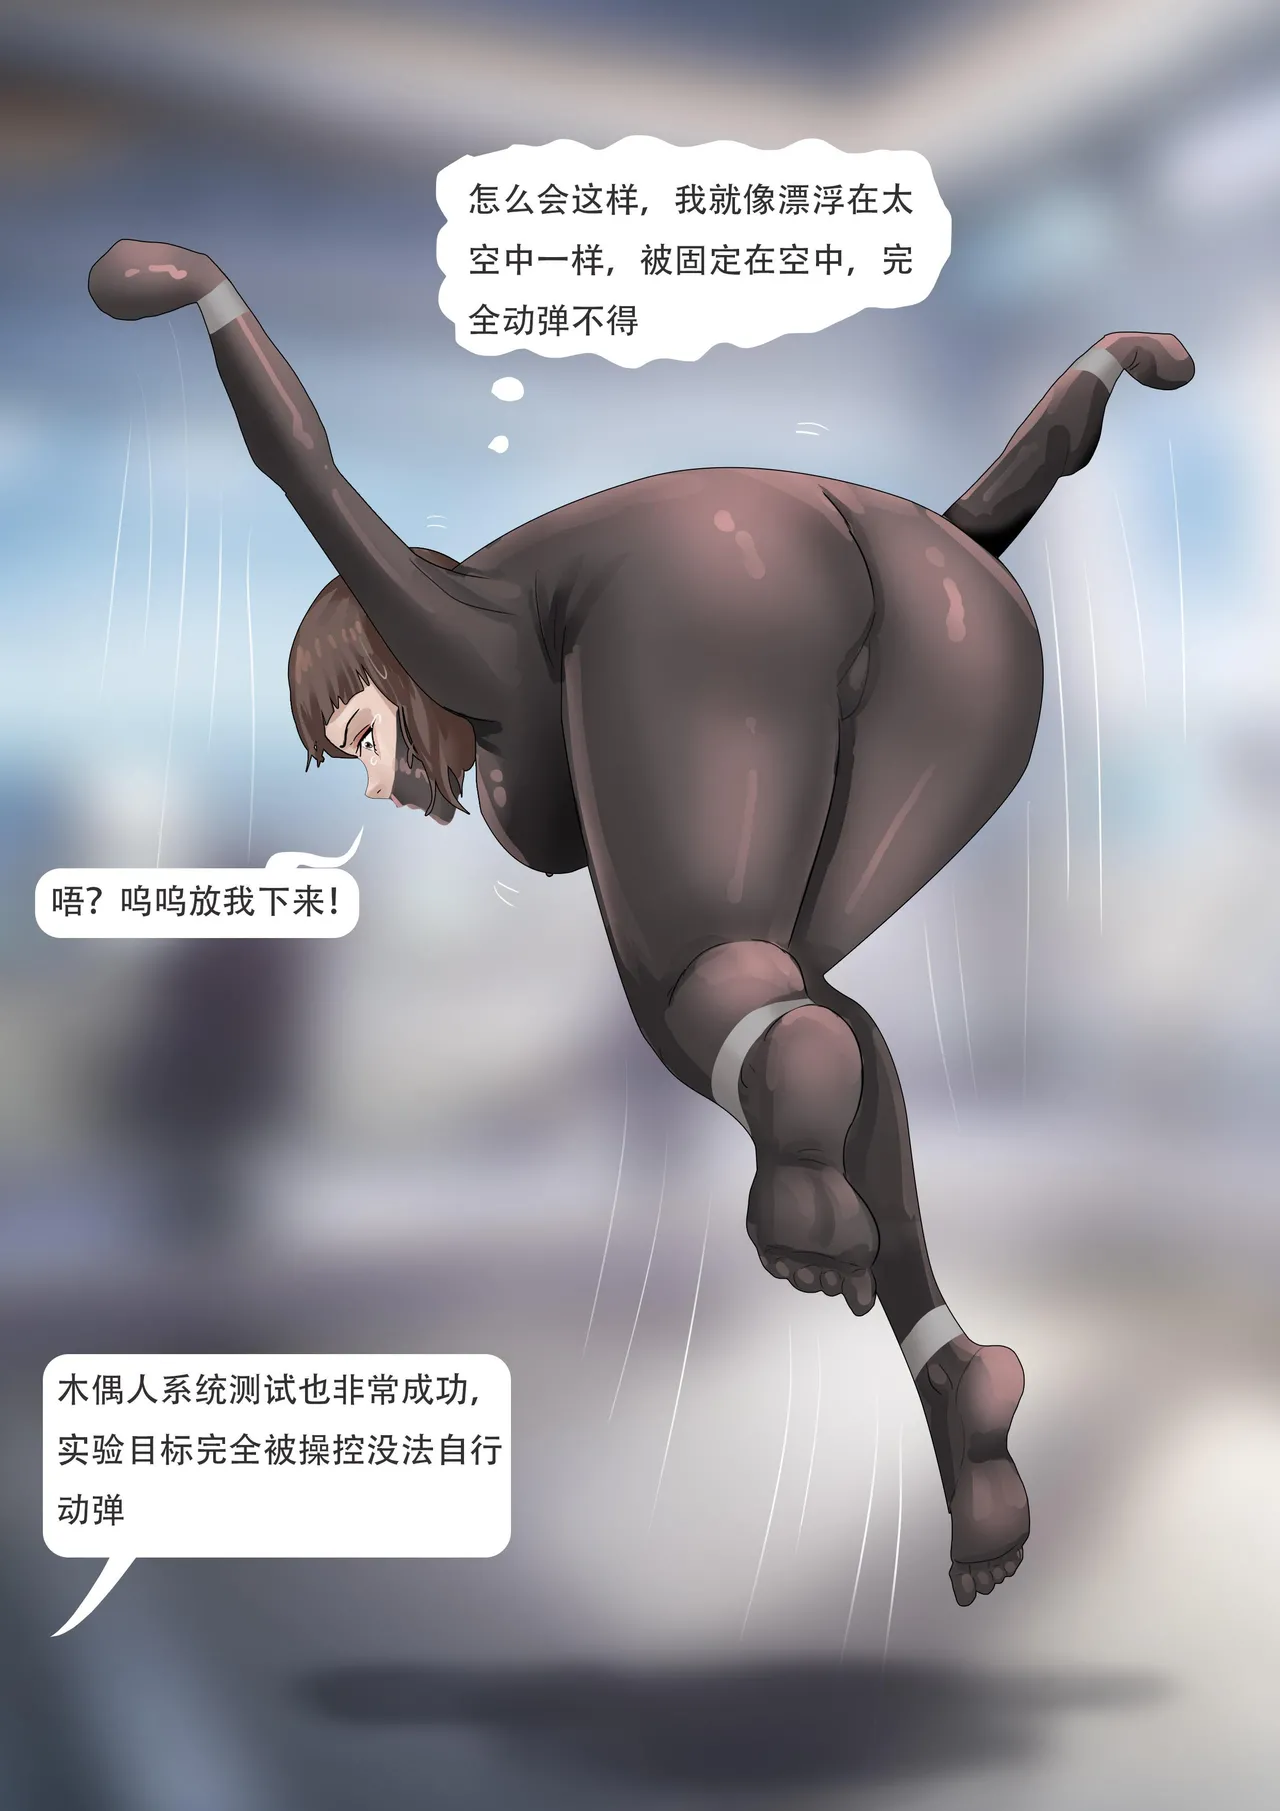 怎么会这样，我就像漂浮在太
空中一样，被固定在空中，完
全动弹不得
唔？呜呜放我下来！
木偶人系统测试也非常成功，
实验目标完全被操控没法自行
动弹